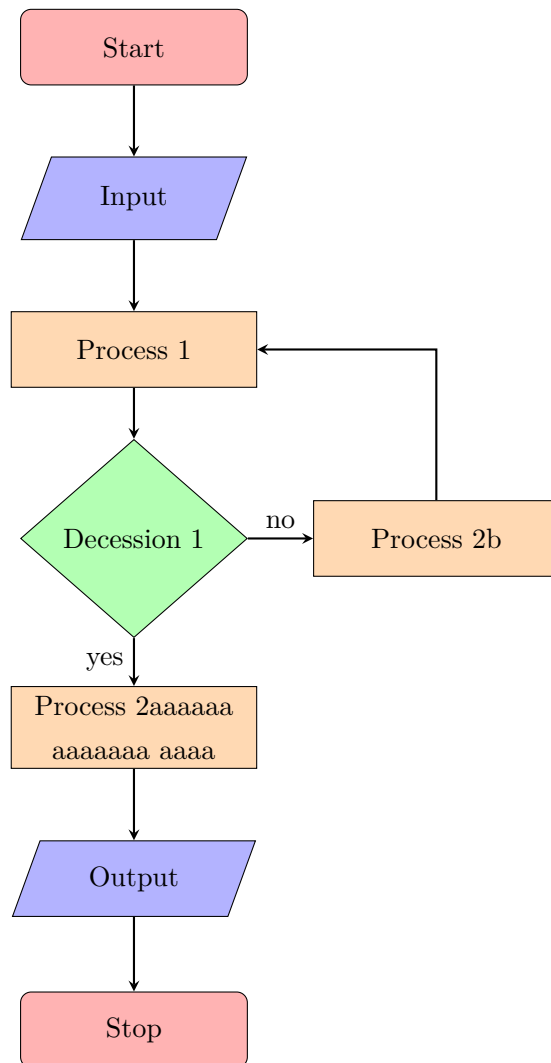 Start
Input
Process 1
Decession 1
no
Process 2b
yes
Process 2aaaaaa
aaaaaaa aaaa
Output
Stop